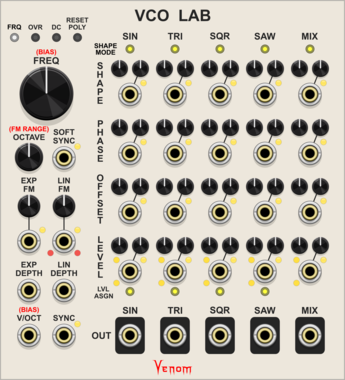 VCO LAB
FRQ OVR DC RESET POLY
(BIAS)
FREQ
(FM RANGE)
OCTAVE
SOFT SYNC
EXP FM
LIN FM
EXP DEPTH
LIN DEPTH
(BIAS)
V/OCT
SYNC
SIN TRI SQR SAW MIX
SHAPE MODE
SHAPE
PHASE
OFFSET
LEVEL
LVL ASGN
SIN TRI SQR SAW MIX
OUT
Venom